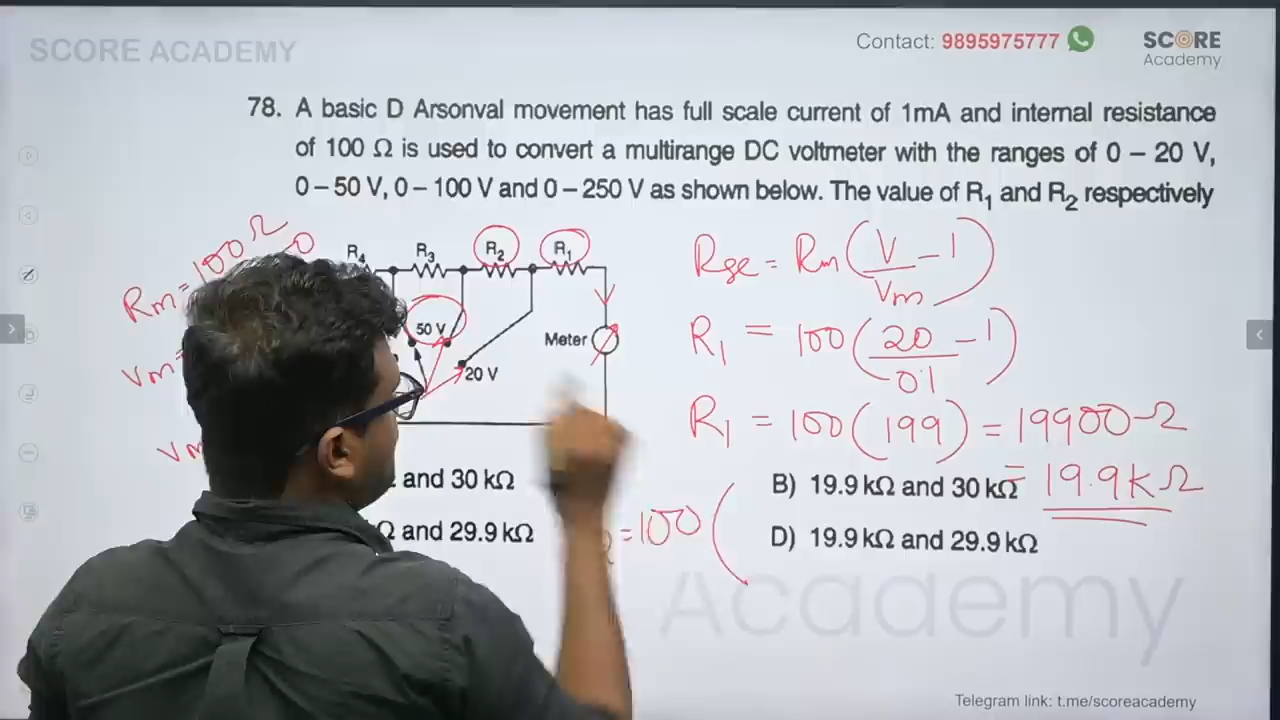 SCORE ACADEMY
Contact: 9895975777
SCORE
Academy
78. A basic D Arsonval movement has full scale current of 1mA and internal resistance
of 100 Ω is used to convert a multirange DC voltmeter with the ranges of 0 – 20 V,
0 – 50 V, 0 – 100 V and 0 – 250 V as shown below. The value of R₁ and R₂ respectively
Rm = 100Ω
R₄ R₃ R₂ R₁
50 V
Meter
20 V
Vm =
Vm
Rse = Rm (V/Vm - 1)
R₁ = 100 (20/0.1 - 1)
R₁ = 100 (199) = 19900 Ω
= 19.9 k Ω
and 30 kΩ
B) 19.9 kΩ and 30 kΩ
Ω and 29.9 kΩ
D) 19.9 kΩ and 29.9 kΩ
= 100 (
Academy
Telegram link: t.me/scoreacademy